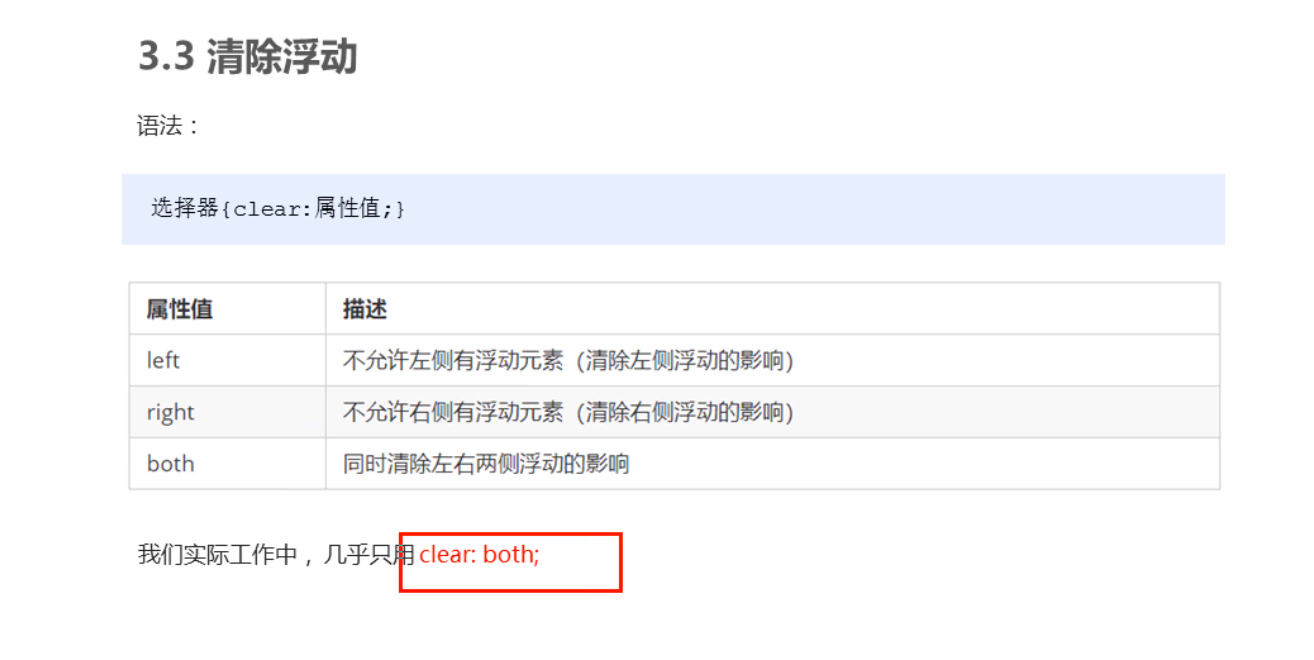 3.3 清除浮动
语法：
选择器{clear:属性值;}
属性值 描述
left 不允许左侧有浮动元素（清除左侧浮动的影响）
right 不允许右侧有浮动元素（清除右侧浮动的影响）
both 同时清除左右两侧浮动的影响
我们实际工作中，几乎只用 clear: both;